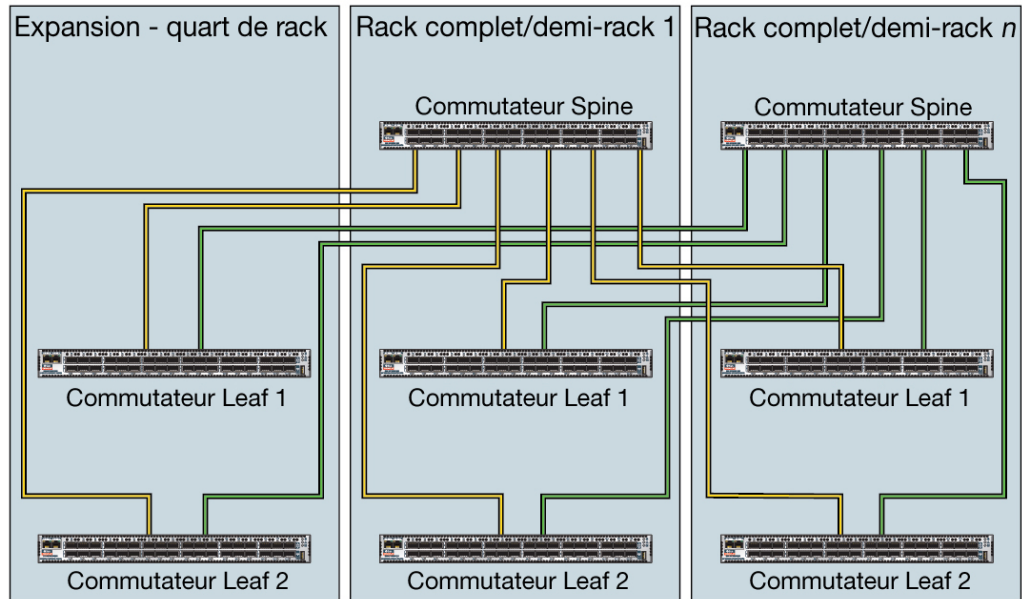 Expansion - quart de rack
Rack complet/demi-rack 1
Rack complet/demi-rack n
Commutateur Spine
Commutateur Spine
Commutateur Leaf 1
Commutateur Leaf 1
Commutateur Leaf 1
Commutateur Leaf 2
Commutateur Leaf 2
Commutateur Leaf 2